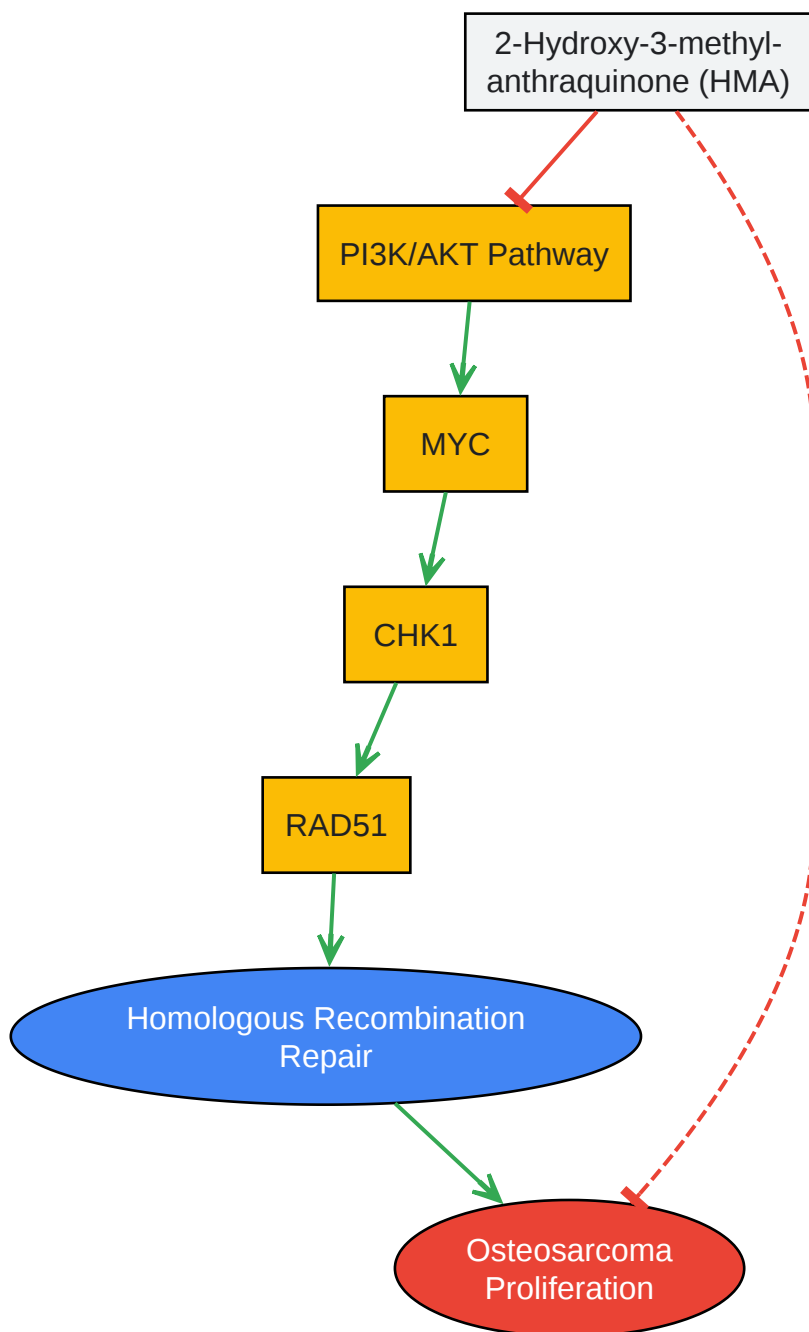 2-Hydroxy-3-methyl-
anthraquinone (HMA)
PI3K/AKT Pathway
MYC
CHK1
RAD51
Homologous Recombination
Repair
Osteosarcoma
Proliferation